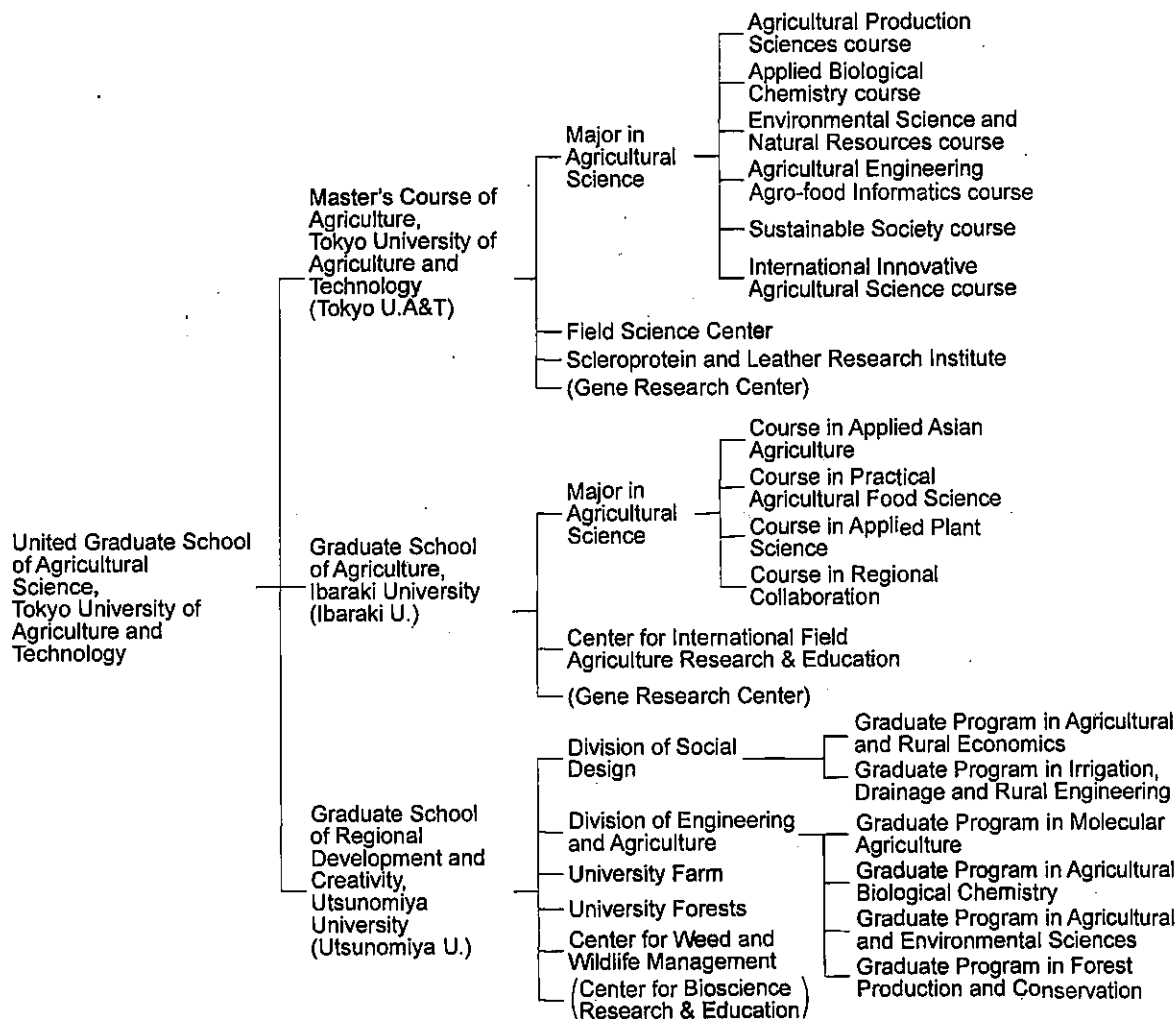 United Graduate School
of Agricultural
Science,
Tokyo University of
Agriculture and
Technology
Master's Course of
Agriculture,
Tokyo University of
Agriculture and
Technology
(Tokyo U.A&T)
Major in
Agricultural
Science
Agricultural Production
Sciences course
Applied Biological
Chemistry course
Environmental Science and
Natural Resources course
Agricultural Engineering
Agro-food Informatics course
Sustainable Society course
International Innovative
Agricultural Science course
Field Science Center
Scleroprotein and Leather Research Institute
(Gene Research Center)
Graduate School
of Agriculture,
Ibaraki University
(Ibaraki U.)
Major in
Agricultural
Science
Course in Applied Asian
Agriculture
Course in Practical
Agricultural Food Science
Course in Applied Plant
Science
Course in Regional
Collaboration
Center for International Field
Agriculture Research & Education
(Gene Research Center)
Graduate School
of Regional
Development and
Creativity,
Utsunomiya
University
(Utsunomiya U.)
Division of Social
Design
Graduate Program in Agricultural
and Rural Economics
Graduate Program in Irrigation,
Drainage and Rural Engineering
Division of Engineering
and Agriculture
Graduate Program in Molecular
Agriculture
Graduate Program in Agricultural
Biological Chemistry
Graduate Program in Agricultural
and Environmental Sciences
Graduate Program in Forest
Production and Conservation
University Farm
University Forests
Center for Weed and
Wildlife Management
(Center for Bioscience
Research & Education)